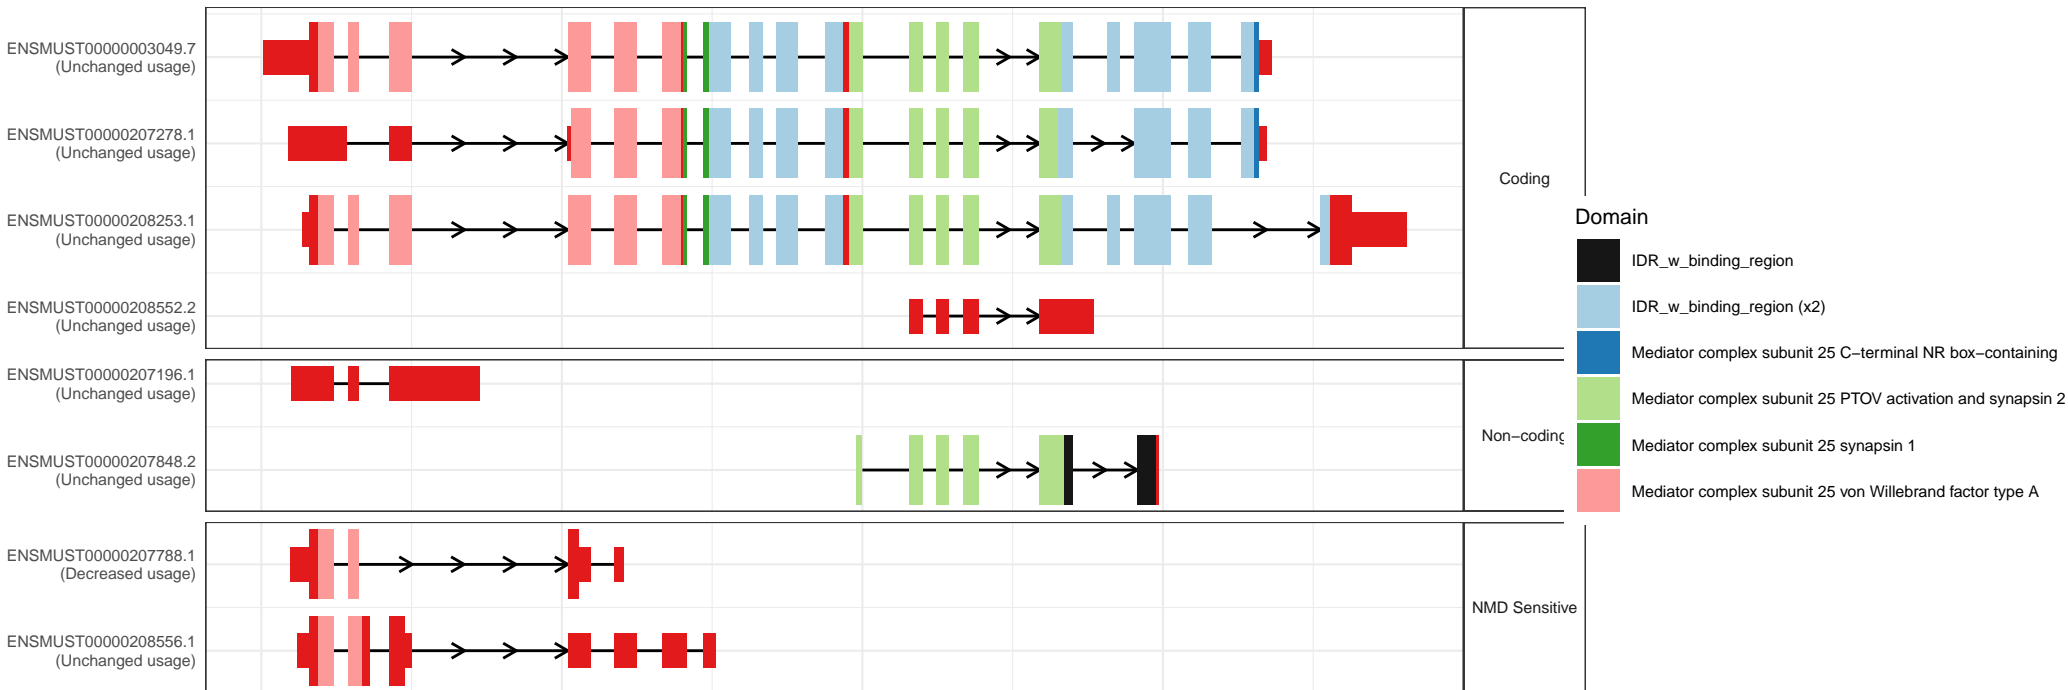 ENSMUST00000003049.7
(Unchanged usage)
ENSMUST00000207278.1
(Unchanged usage)
ENSMUST00000208253.1
(Unchanged usage)
ENSMUST00000208552.2
(Unchanged usage)
Coding
ENSMUST00000207196.1
(Unchanged usage)
ENSMUST00000207848.2
(Unchanged usage)
Non-coding
ENSMUST00000207788.1
(Decreased usage)
ENSMUST00000208556.1
(Unchanged usage)
NMD Sensitive
Domain
IDR_w_binding_region
IDR_w_binding_region (x2)
Mediator complex subunit 25 C−terminal NR box−containing
Mediator complex subunit 25 PTOV activation and synapsin 2
Mediator complex subunit 25 synapsin 1
Mediator complex subunit 25 von Willebrand factor type A